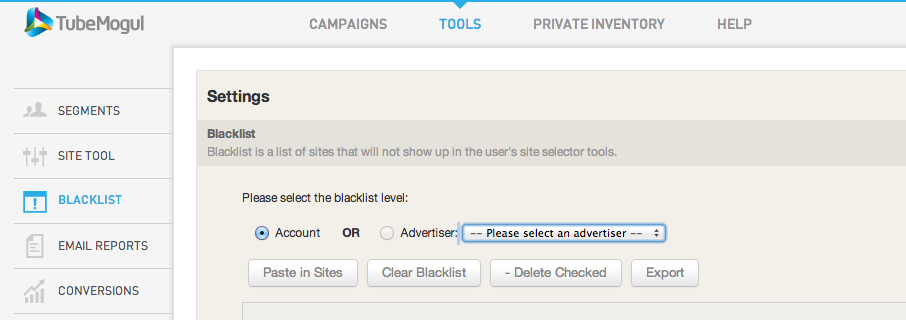 TubeMogul
CAMPAIGNS TOOLS PRIVATE INVENTORY HELP
SEGMENTS
SITE TOOL
BLACKLIST
EMAIL REPORTS
CONVERSIONS
Settings
Blacklist
Blacklist is a list of sites that will not show up in the user's site selector tools.
Please select the blacklist level:
Account OR Advertiser: -- Please select an advertiser --
Paste in Sites Clear Blacklist - Delete Checked Export